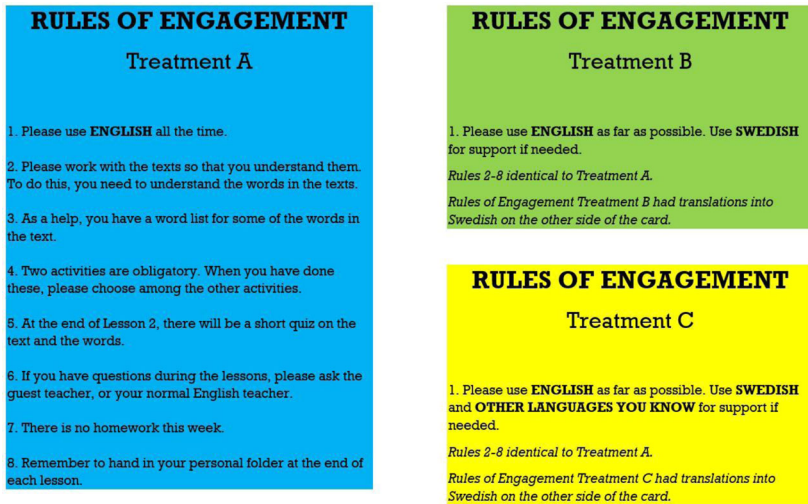 RULES OF ENGAGEMENT
Treatment A
1. Please use ENGLISH all the time.
2. Please work with the texts so that you understand them.
To do this, you need to understand the words in the texts.
3. As a help, you have a word list for some of the words in
the text.
4. Two activities are obligatory. When you have done
these, please choose among the other activities.
5. At the end of Lesson 2, there will be a short quiz on the
text and the words.
6. If you have questions during the lessons, please ask the
guest teacher, or your normal English teacher.
7. There is no homework this week.
8. Remember to hand in your personal folder at the end of
each lesson.
RULES OF ENGAGEMENT
Treatment B
1. Please use ENGLISH as far as possible. Use SWEDISH
for support if needed.
Rules 2-8 identical to Treatment A.
Rules of Engagement Treatment B had translations into
Swedish on the other side of the card.
RULES OF ENGAGEMENT
Treatment C
1. Please use ENGLISH as far as possible. Use SWEDISH
and OTHER LANGUAGES YOU KNOW for support if
needed.
Rules 2-8 identical to Treatment A.
Rules of Engagement Treatment C had translations into
Swedish on the other side of the card.